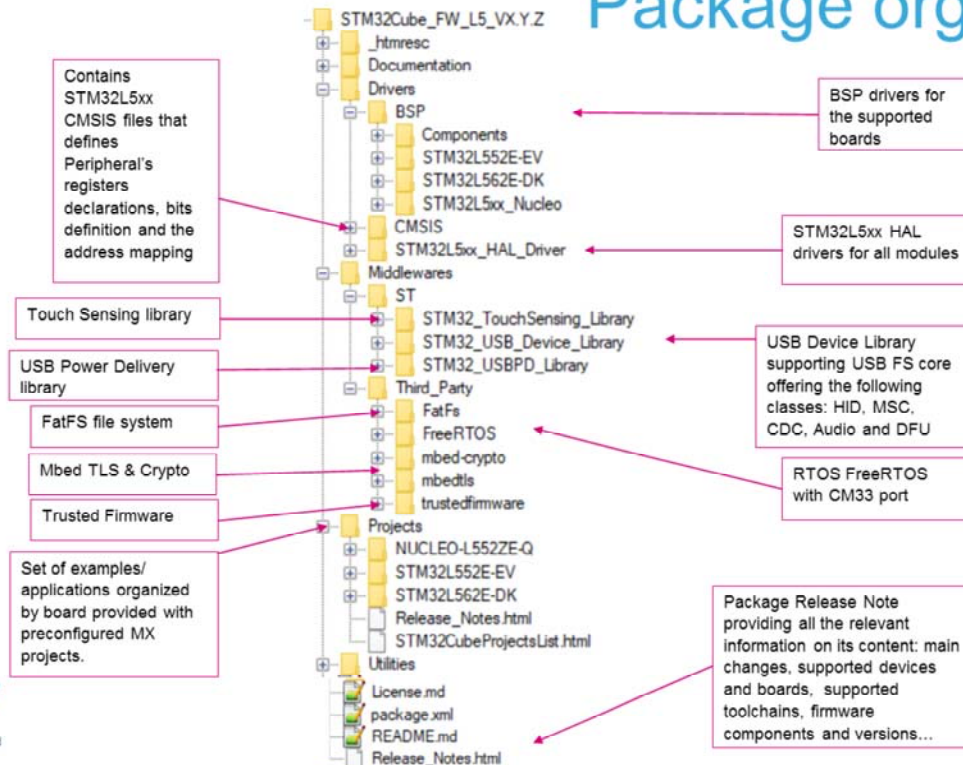 Package org
STM32Cube_FW_L5_VX.Y.Z
_htmresc
Documentation
Drivers
BSP
Components
STM32L552E-EV
STM32L562E-DK
STM32L5xx_Nucleo
CMSIS
STM32L5xx_HAL_Driver
Middlewares
ST
STM32_TouchSensing_Library
STM32_USB_Device_Library
STM32_USBPD_Library
Third_Party
FatFs
FreeRTOS
mbed-crypto
mbedtls
trustedfirmware
Projects
NUCLEO-L552ZE-Q
STM32L552E-EV
STM32L562E-DK
Release_Notes.html
STM32CubeProjectsList.html
Utilities
License.md
package.xml
README.md
Release_Notes.html
Contains
STM32L5xx
CMSIS files that
defines
Peripheral's
registers
declarations, bits
definition and the
address mapping
Touch Sensing library
USB Power Delivery
library
FatFS file system
Mbed TLS & Crypto
Trusted Firmware
Set of examples/
applications organized
by board provided with
preconfigured MX
projects.
BSP drivers for
the supported
boards
STM32L5xx HAL
drivers for all modules
USB Device Library
supporting USB FS core
offering the following
classes: HID, MSC,
CDC, Audio and DFU
RTOS FreeRTOS
with CM33 port
Package Release Note
providing all the relevant
information on its content: main
changes, supported devices
and boards, supported
toolchains, firmware
components and versions...